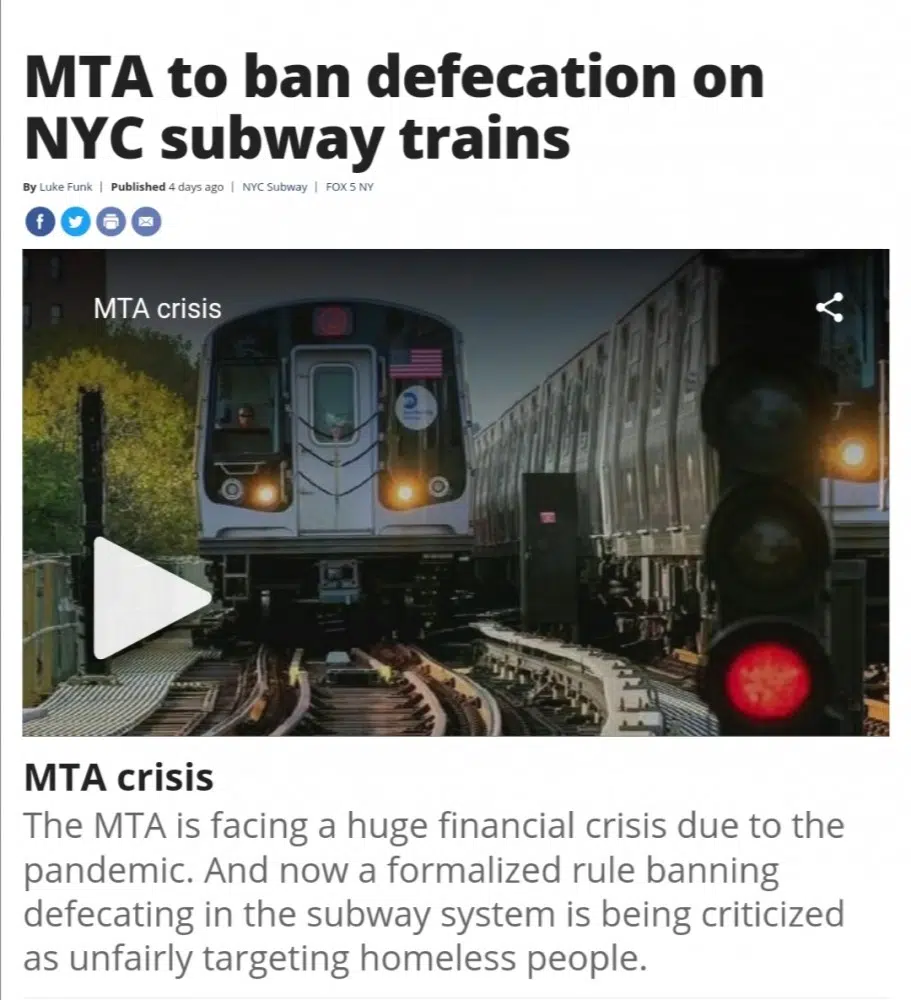 MTA to ban defecation on
NYC subway trains
By Luke Funk | Published 4 days ago | NYC Subway | FOX 5 NY
MTA crisis
MTA crisis
The MTA is facing a huge financial crisis due to the
pandemic. And now a formalized rule banning
defecating in the subway system is being criticized
as unfairly targeting homeless people.